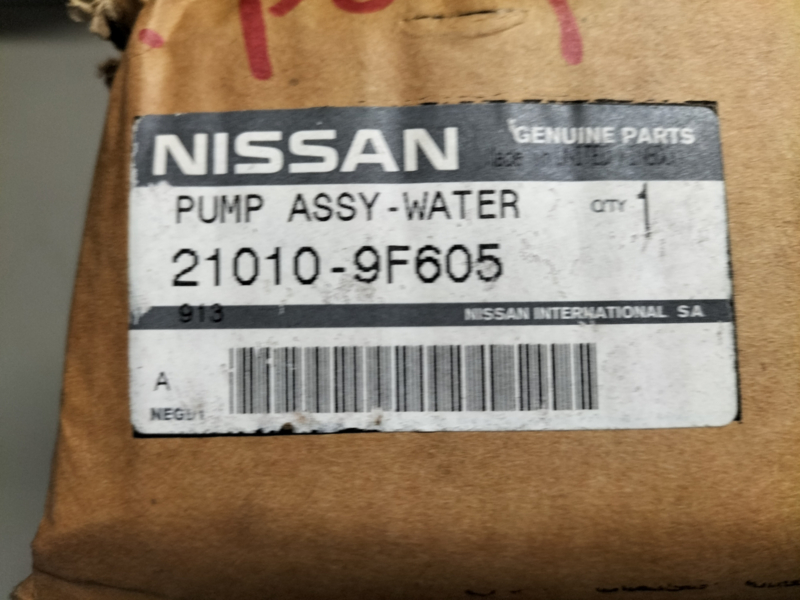 NISSAN
GENUINE PARTS
PUMP ASSY-WATER
QTY 1
21010-9F605
913
NISSAN INTERNATIONAL SA
A